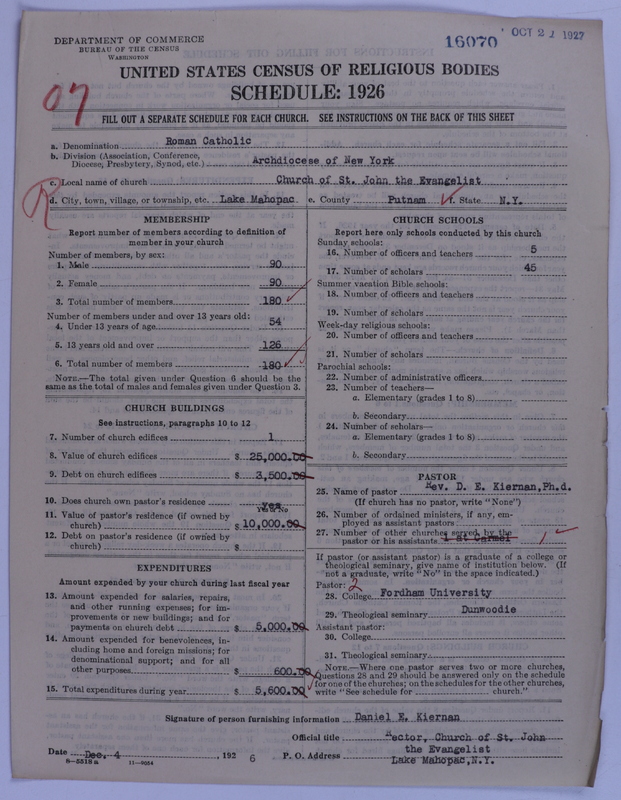 DEPARTMENT OF COMMERCE
BUREAU OF THE CENSUS
WASHINGTON
16070
OCT 21 1927
UNITED STATES CENSUS OF RELIGIOUS BODIES
SCHEDULE: 1926
07
FILL OUT A SEPARATE SCHEDULE FOR EACH CHURCH. SEE INSTRUCTIONS ON THE BACK OF THIS SHEET
a. Denomination Roman Catholic
b. Division (Association, Conference,
Diocese, Presbytery, Synod, etc.) Archdiocese of New York
c. Local name of church Church of St. John the Evangelist
R
d. City, town, village, or township, etc. Lake Mahopac e. County Putnam f. State N.Y.
MEMBERSHIP
Report number of members according to definition of
member in your church
Number of members, by sex:
1. Male 90
2. Female 90
3. Total number of members 180
Number of members under and over 13 years old:
4. Under 13 years of age 54
5. 13 years old and over 126
6. Total number of members 180
NOTE.—The total given under Question 6 should be the
same as the total of males and females given under Question 3.
CHURCH BUILDINGS
See instructions, paragraphs 10 to 12
7. Number of church edifices 1
8. Value of church edifices $ 25,000.00
9. Debt on church edifices $ 3,500.00
10. Does church own pastor's residence Yes
Yes or No
11. Value of pastor's residence (if owned by
church) $ 10,000.00
12. Debt on pastor's residence (if owned by
church) $
EXPENDITURES
Amount expended by your church during last fiscal year
13. Amount expended for salaries, repairs,
and other running expenses; for im-
provements or new buildings; and for
payments on church debt $ 5,000.00
14. Amount expended for benevolences, in-
cluding home and foreign missions; for
denominational support; and for all
other purposes $ 600.00
15. Total expenditures during year $ 5,600.00
CHURCH SCHOOLS
Report here only schools conducted by this church
Sunday schools:
16. Number of officers and teachers 5
17. Number of scholars 45
Summer vacation Bible schools:
18. Number of officers and teachers
19. Number of scholars
Week-day religious schools:
20. Number of officers and teachers
21. Number of scholars
Parochial schools:
22. Number of administrative officers
23. Number of teachers—
a. Elementary (grades 1 to 8)
b. Secondary
24. Number of scholars—
a. Elementary (grades 1 to 8)
b. Secondary
PASTOR
25. Name of pastor Rev. D. E. Kiernan,Ph.d.
(If church has no pastor, write "None")
26. Number of ordained ministers, if any, em-
ployed as assistant pastors
27. Number of other churches served by the
pastor or his assistants 1 at Carmel 1
If pastor (or assistant pastor) is a graduate of a college or
theological seminary, give name of institution below. (If
not a graduate, write "No" in the space indicated.)
Pastor: 2
28. College Fordham University
29. Theological seminary Dunwoodie
Assistant pastor:
30. College
31. Theological seminary
NOTE.—Where one pastor serves two or more churches,
Questions 28 and 29 should be answered only on the schedule
for one of the churches; on the schedules for the other churches,
write "See schedule for church."
Signature of person furnishing information Daniel E. Kiernan
Official title Rector, Church of St. John
the Evangelist
Date Dec. 4, 1926 P. O. Address Lake Mahopac,N.Y.
8—5518a 11—9054